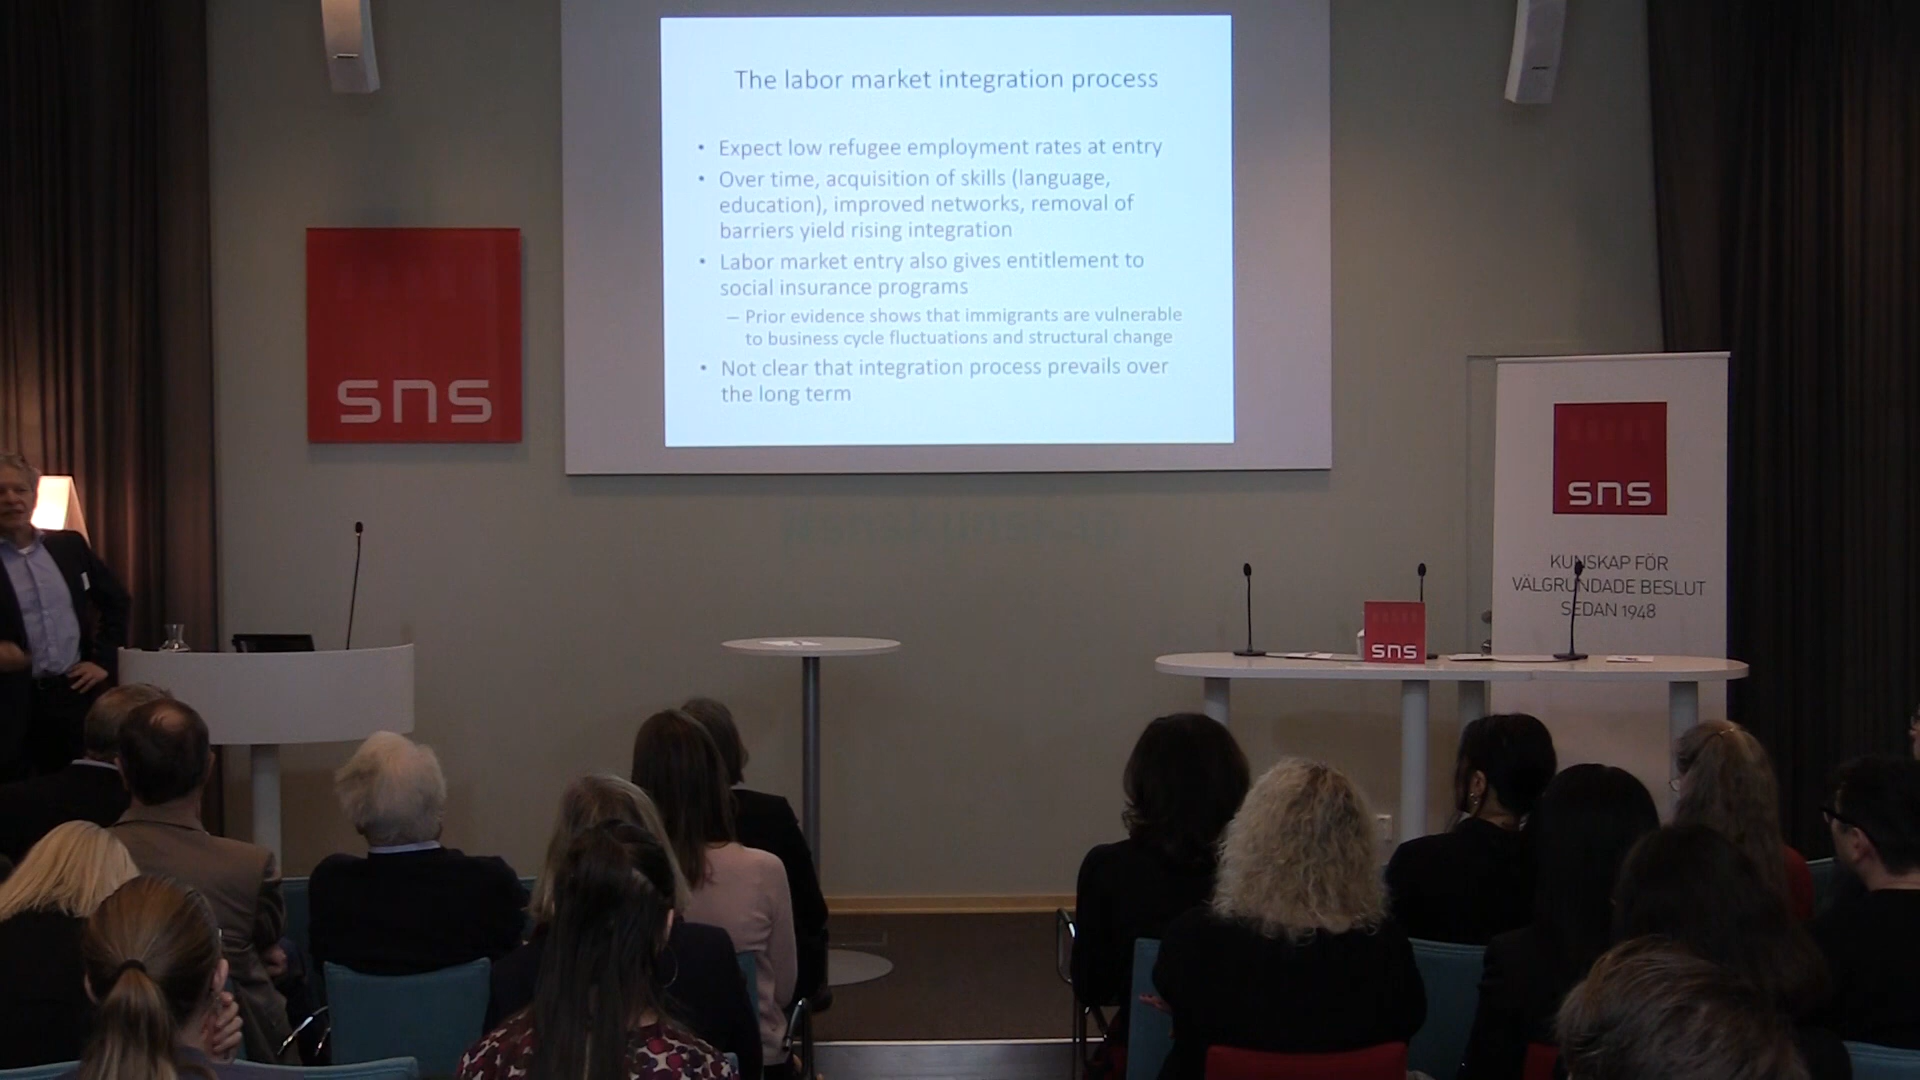 The labor market integration process
• Expect low refugee employment rates at entry
• Over time, acquisition of skills (language,
education), improved networks, removal of
barriers yield rising integration
• Labor market entry also gives entitlement to
social insurance programs
– Prior evidence shows that immigrants are vulnerable
to business cycle fluctuations and structural change
• Not clear that integration process prevails over
the long term
sns
sns
KUNSKAP FÖR
VÄLGRUNDADE BESLUT
SEDAN 1948
sns